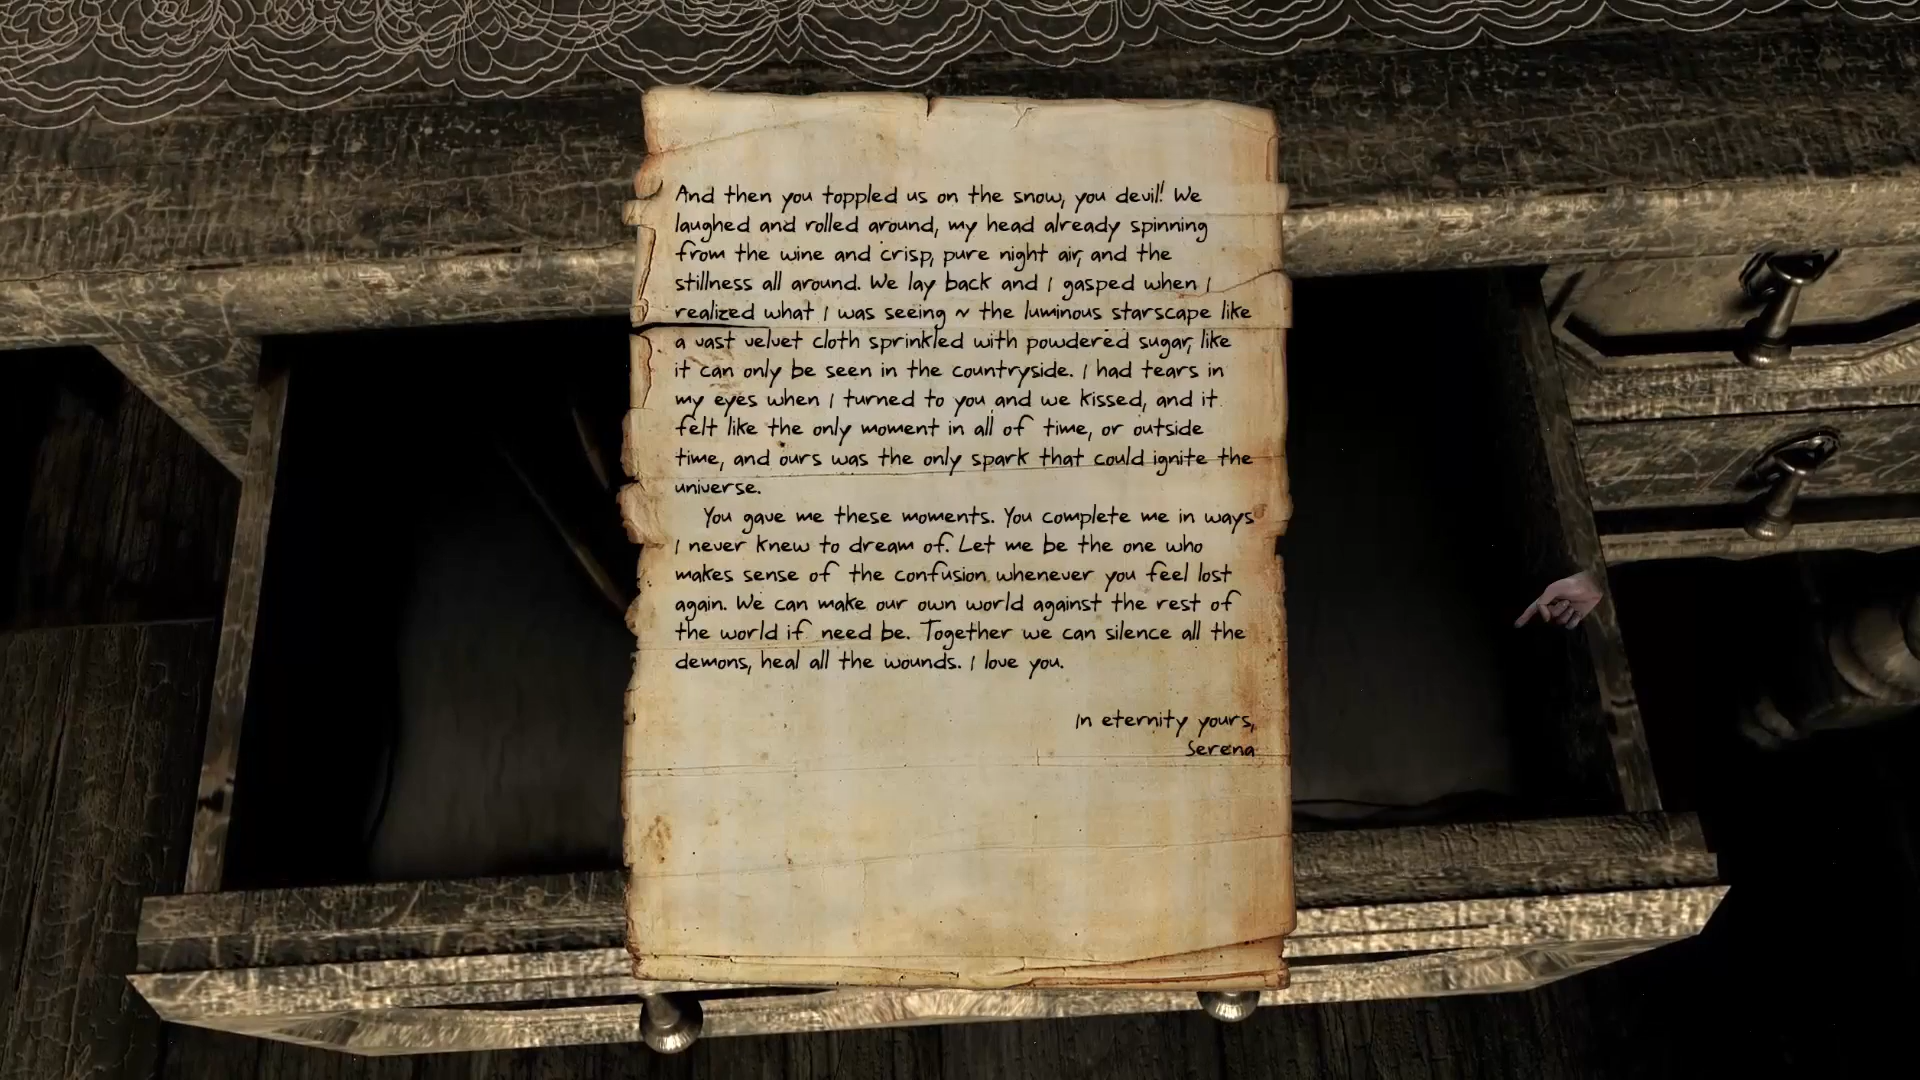 And then you toppled us on the snow, you devil! We
laughed and rolled around, my head already spinning
from the wine and crisp, pure night air, and the
stillness all around. We lay back and I gasped when I
realized what I was seeing ~ the luminous starscape like
a vast velvet cloth sprinkled with powdered sugar, like
it can only be seen in the countryside. I had tears in
my eyes when I turned to you and we kissed, and it
felt like the only moment in all of time, or outside
time, and ours was the only spark that could ignite the
universe.
You gave me these moments. You complete me in ways
I never knew to dream of. Let me be the one who
makes sense of the confusion whenever you feel lost
again. We can make our own world against the rest of
the world if need be. Together we can silence all the
demons, heal all the wounds. I love you.
In eternity yours,
Serena